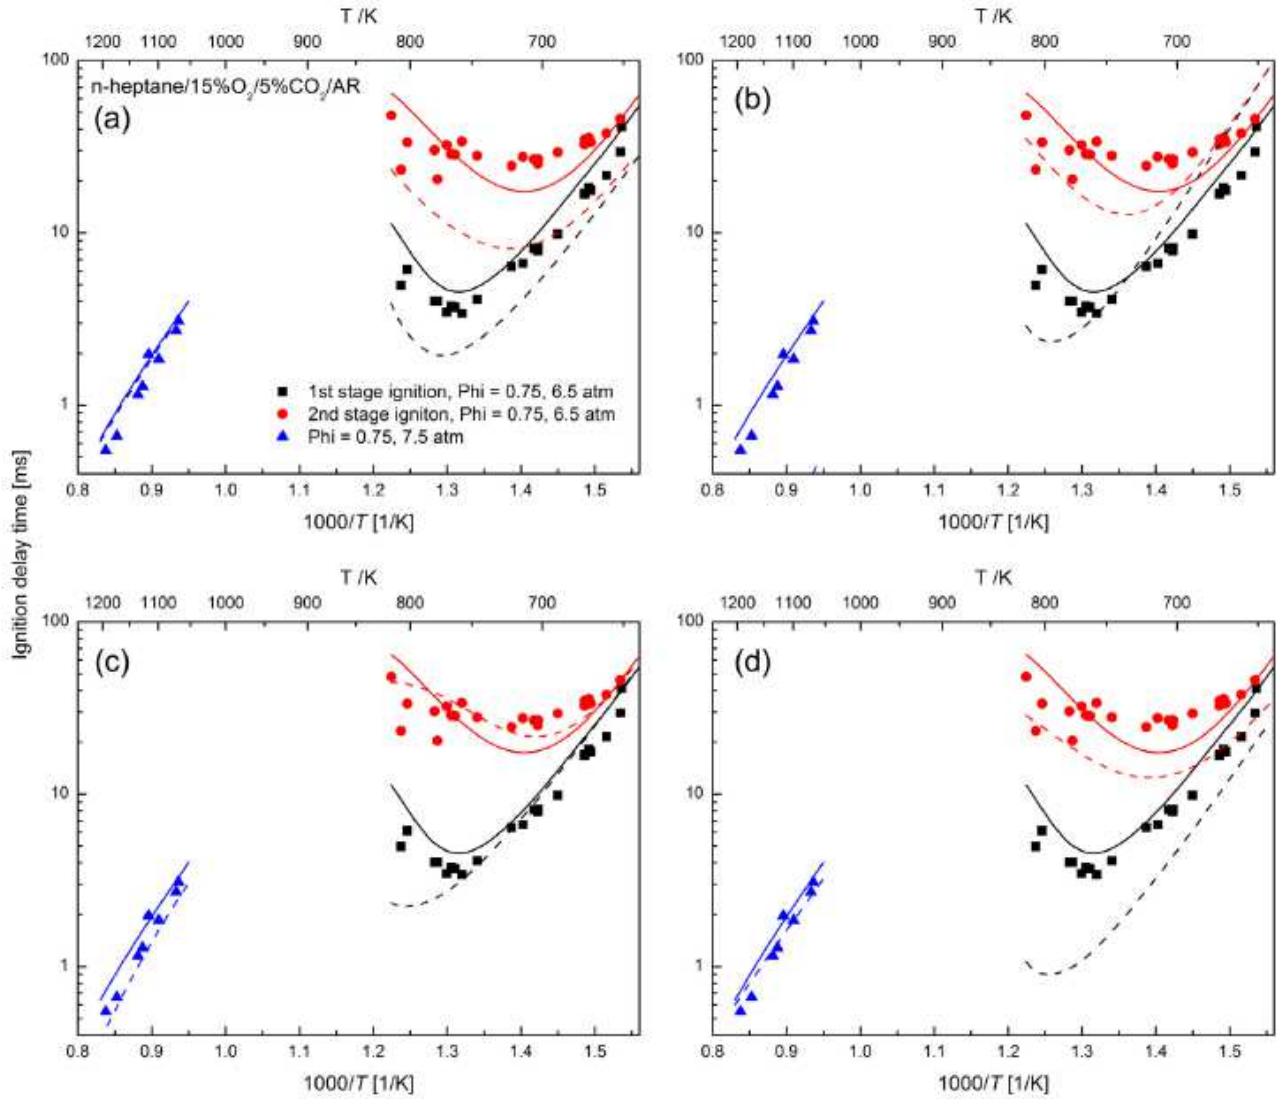 T /K
1200 1100 1000 900 800 700
100
n-heptane/15%O2/5%CO2/AR
(a)
10
1
1st stage ignition, Phi = 0.75, 6.5 atm
2nd stage igniton, Phi = 0.75, 6.5 atm
Phi = 0.75, 7.5 atm
0.8 0.9 1.0 1.1 1.2 1.3 1.4 1.5
1000/T [1/K]
T /K
1200 1100 1000 900 800 700
100
(b)
10
1
0.8 0.9 1.0 1.1 1.2 1.3 1.4 1.5
1000/T [1/K]
Ignition delay time [ms]
T /K
1200 1100 1000 900 800 700
100
(c)
10
1
0.8 0.9 1.0 1.1 1.2 1.3 1.4 1.5
1000/T [1/K]
T /K
1200 1100 1000 900 800 700
100
(d)
10
1
0.8 0.9 1.0 1.1 1.2 1.3 1.4 1.5
1000/T [1/K]